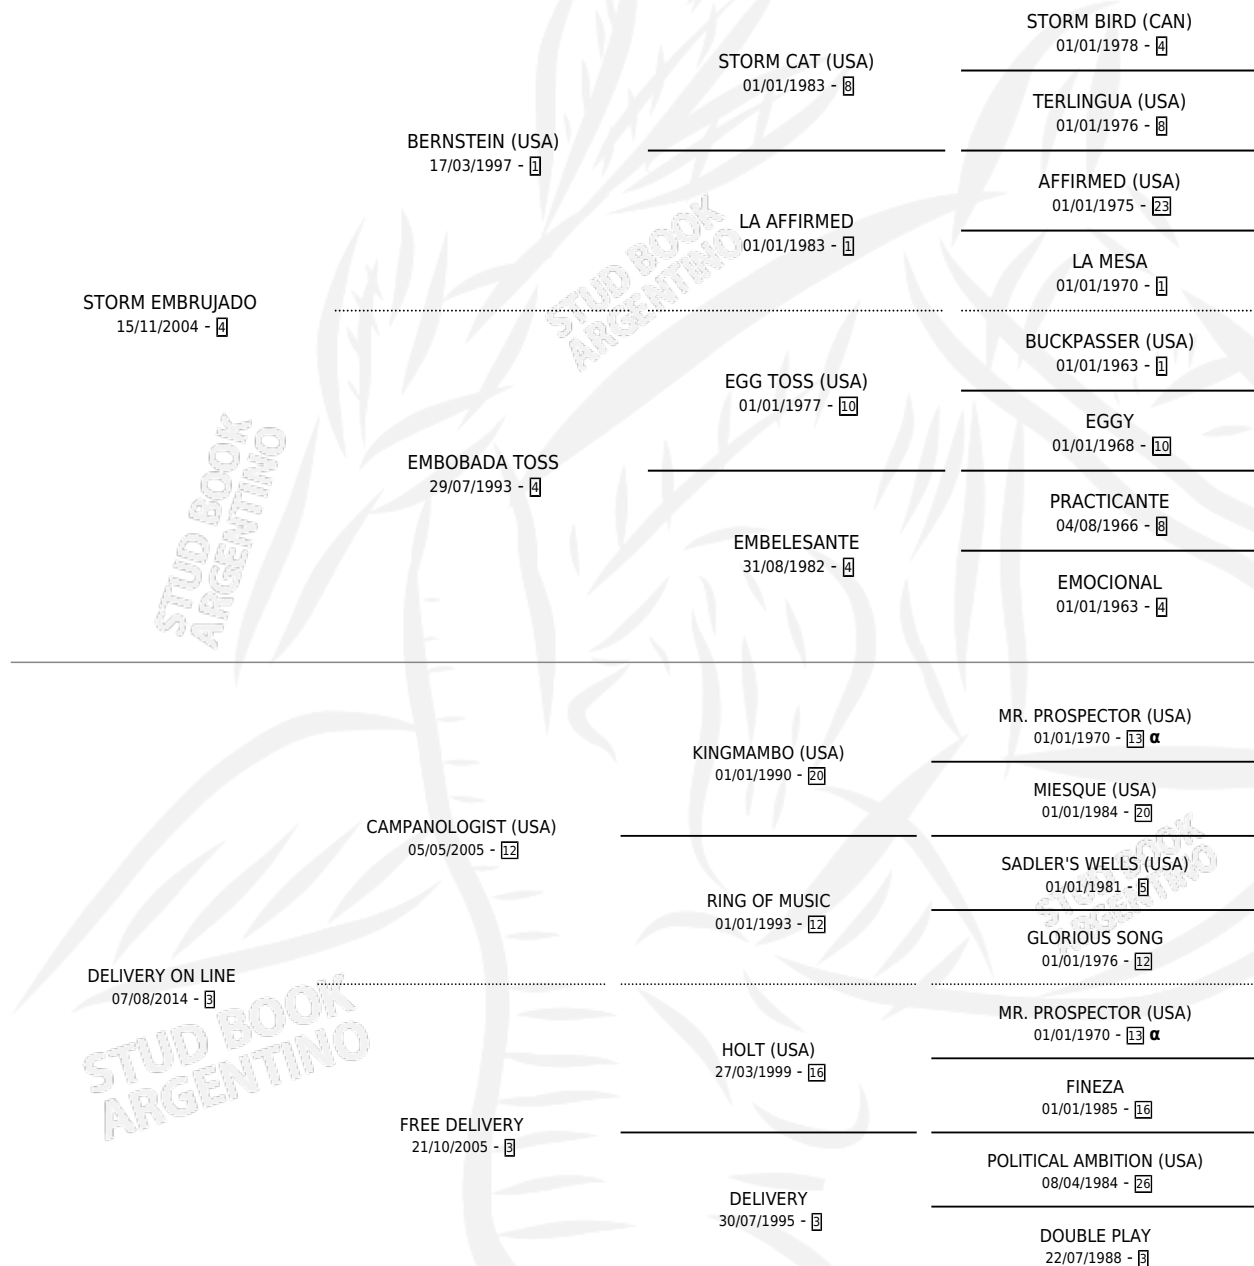 STORM BIRD (CAN)
01/01/1978 - 4
STORM CAT (USA)
01/01/1983 - 8
TERLINGUA (USA)
01/01/1976 - 8
BERNSTEIN (USA)
17/03/1997 - 1
AFFIRMED (USA)
01/01/1975 - 23
LA AFFIRMED
01/01/1983 - 1
LA MESA
01/01/1970 - 1
STORM EMBRUJADO
15/11/2004 - 4
BUCKPASSER (USA)
01/01/1963 - 1
EGG TOSS (USA)
01/01/1977 - 10
EGGY
01/01/1968 - 10
EMBOBADA TOSS
29/07/1993 - 4
PRACTICANTE
04/08/1966 - 8
EMBELESANTE
31/08/1982 - 4
EMOCIONAL
01/01/1963 - 4
MR. PROSPECTOR (USA)
01/01/1970 - 13 α
KINGMAMBO (USA)
01/01/1990 - 20
MIESQUE (USA)
01/01/1984 - 20
CAMPANOLOGIST (USA)
05/05/2005 - 12
SADLER'S WELLS (USA)
01/01/1981 - 5
RING OF MUSIC
01/01/1993 - 12
GLORIOUS SONG
01/01/1976 - 12
DELIVERY ON LINE
07/08/2014 - 3
MR. PROSPECTOR (USA)
01/01/1970 - 13 α
HOLT (USA)
27/03/1999 - 16
FINEZA
01/01/1985 - 16
FREE DELIVERY
21/10/2005 - 3
POLITICAL AMBITION (USA)
08/04/1984 - 26
DELIVERY
30/07/1995 - 3
DOUBLE PLAY
22/07/1988 - 3
STUD BOOK
ARGENTINO
STUD BOOK
ARGENTINO
STUD BOOK
ARGENTINO
STUD BOOK
ARGENTINO